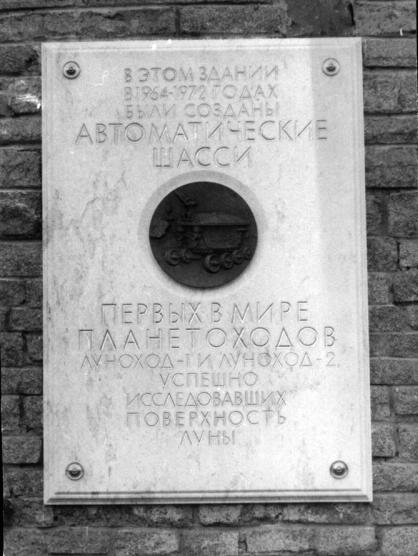 В ЭТОМ ЗДАНИИ
В 1964-1972 ГОДАХ
БЫЛИ СОЗДАНЫ
АВТОМАТИЧЕСКИЕ
ШАССИ
ПЕРВЫХ В МИРЕ
ПЛАНЕТОХОДОВ
ЛУНОХОД-1 И ЛУНОХОД-2,
УСПЕШНО
ИССЛЕДОВАВШИХ
ПОВЕРХНОСТЬ
ЛУНЫ